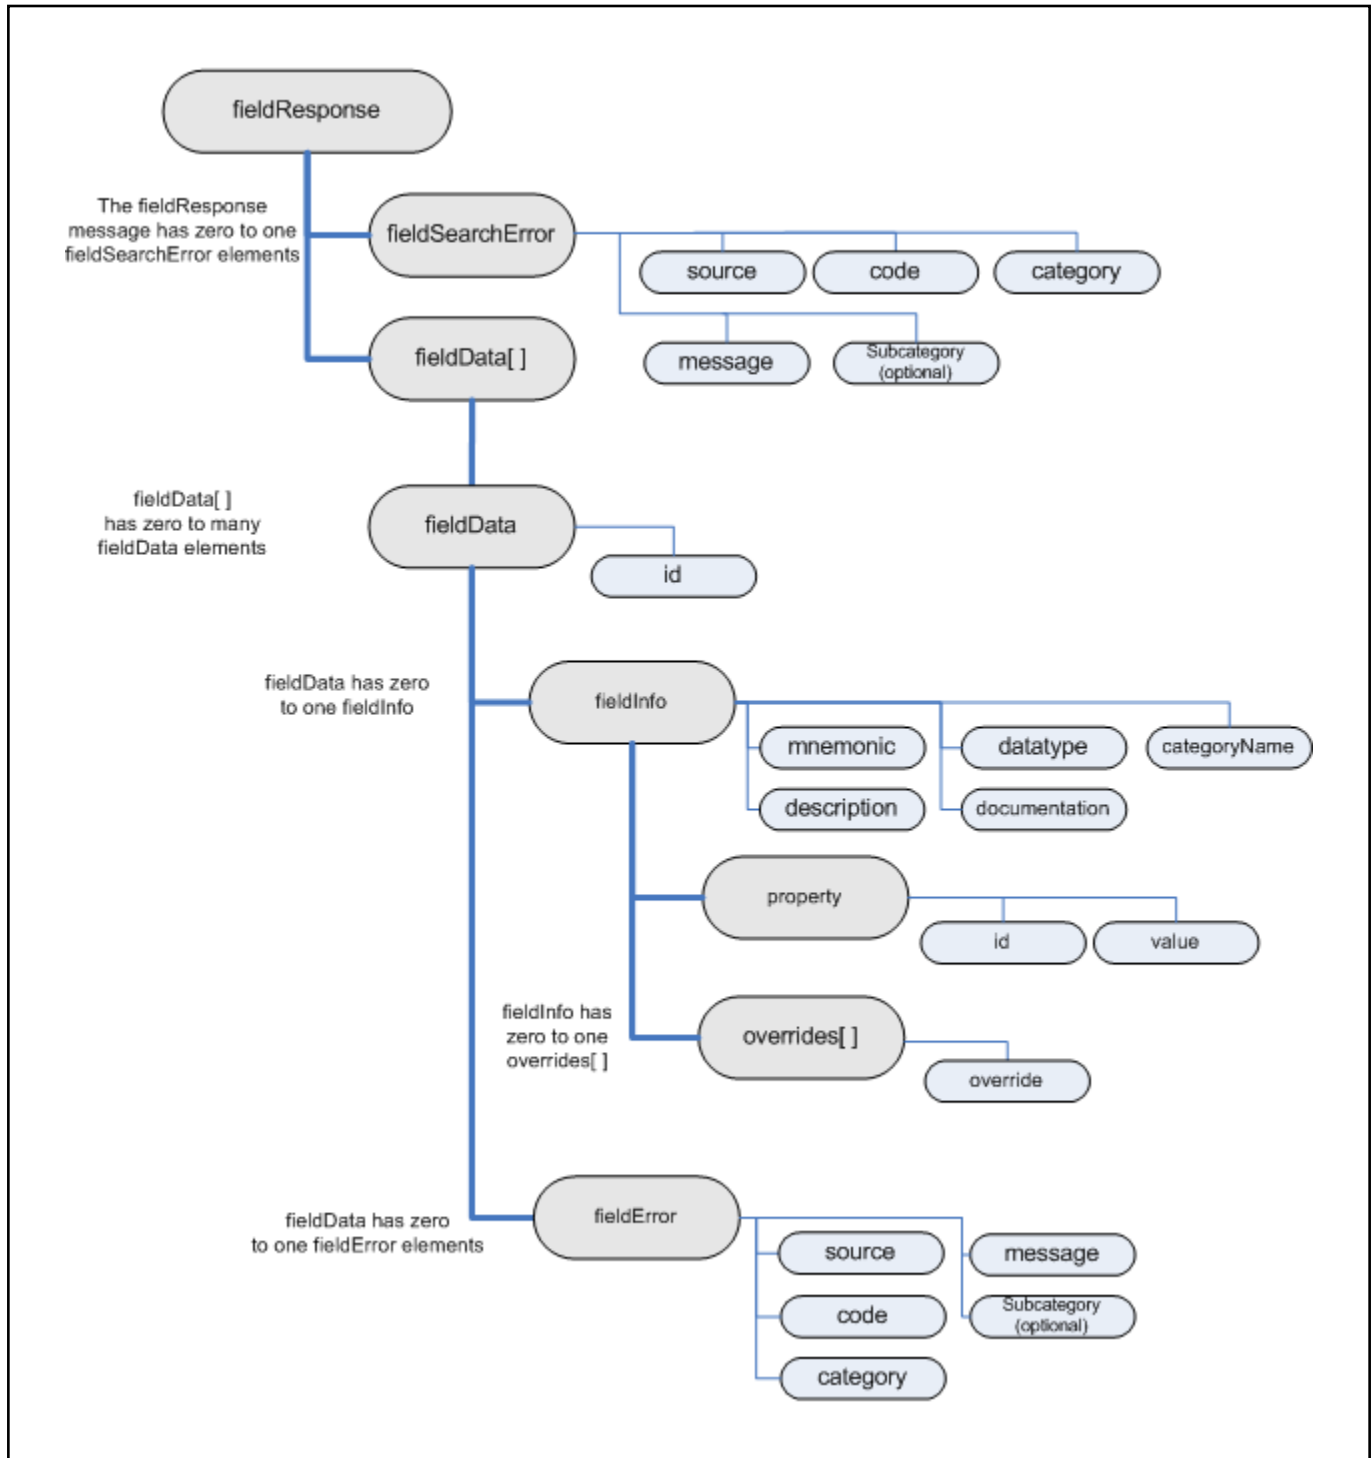 fieldResponse
The fieldResponse
message has zero to one
fieldSearchError elements
fieldSearchError
source
code
category
message
Subcategory
(optional)
fieldData[ ]
fieldData[ ]
has zero to many
fieldData elements
fieldData
id
fieldData has zero
to one fieldInfo
fieldInfo
mnemonic
datatype
categoryName
description
documentation
property
id
value
fieldInfo has
zero to one
overrides[ ]
overrides[ ]
override
fieldData has zero
to one fieldError elements
fieldError
source
message
code
Subcategory
(optional)
category